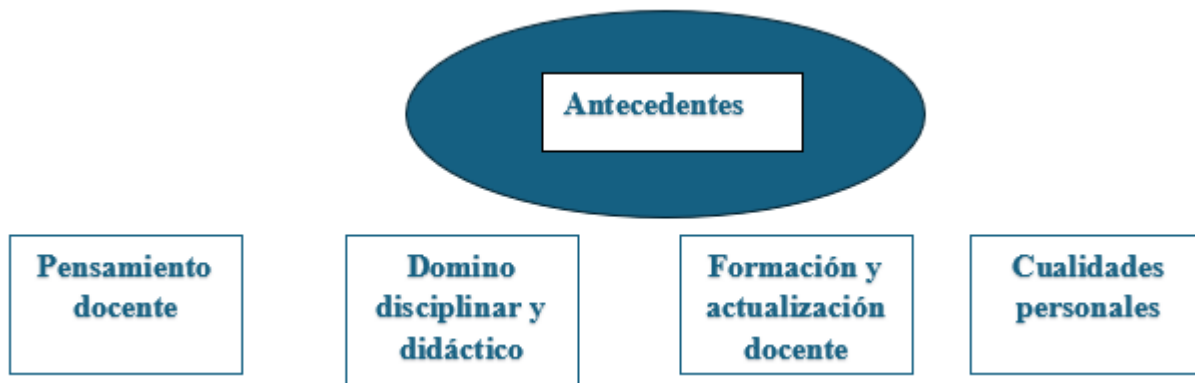 Antecedentes
Pensamiento
docente
Domino
disciplinar y
didáctico
Formación y
actualización
docente
Cualidades
personales